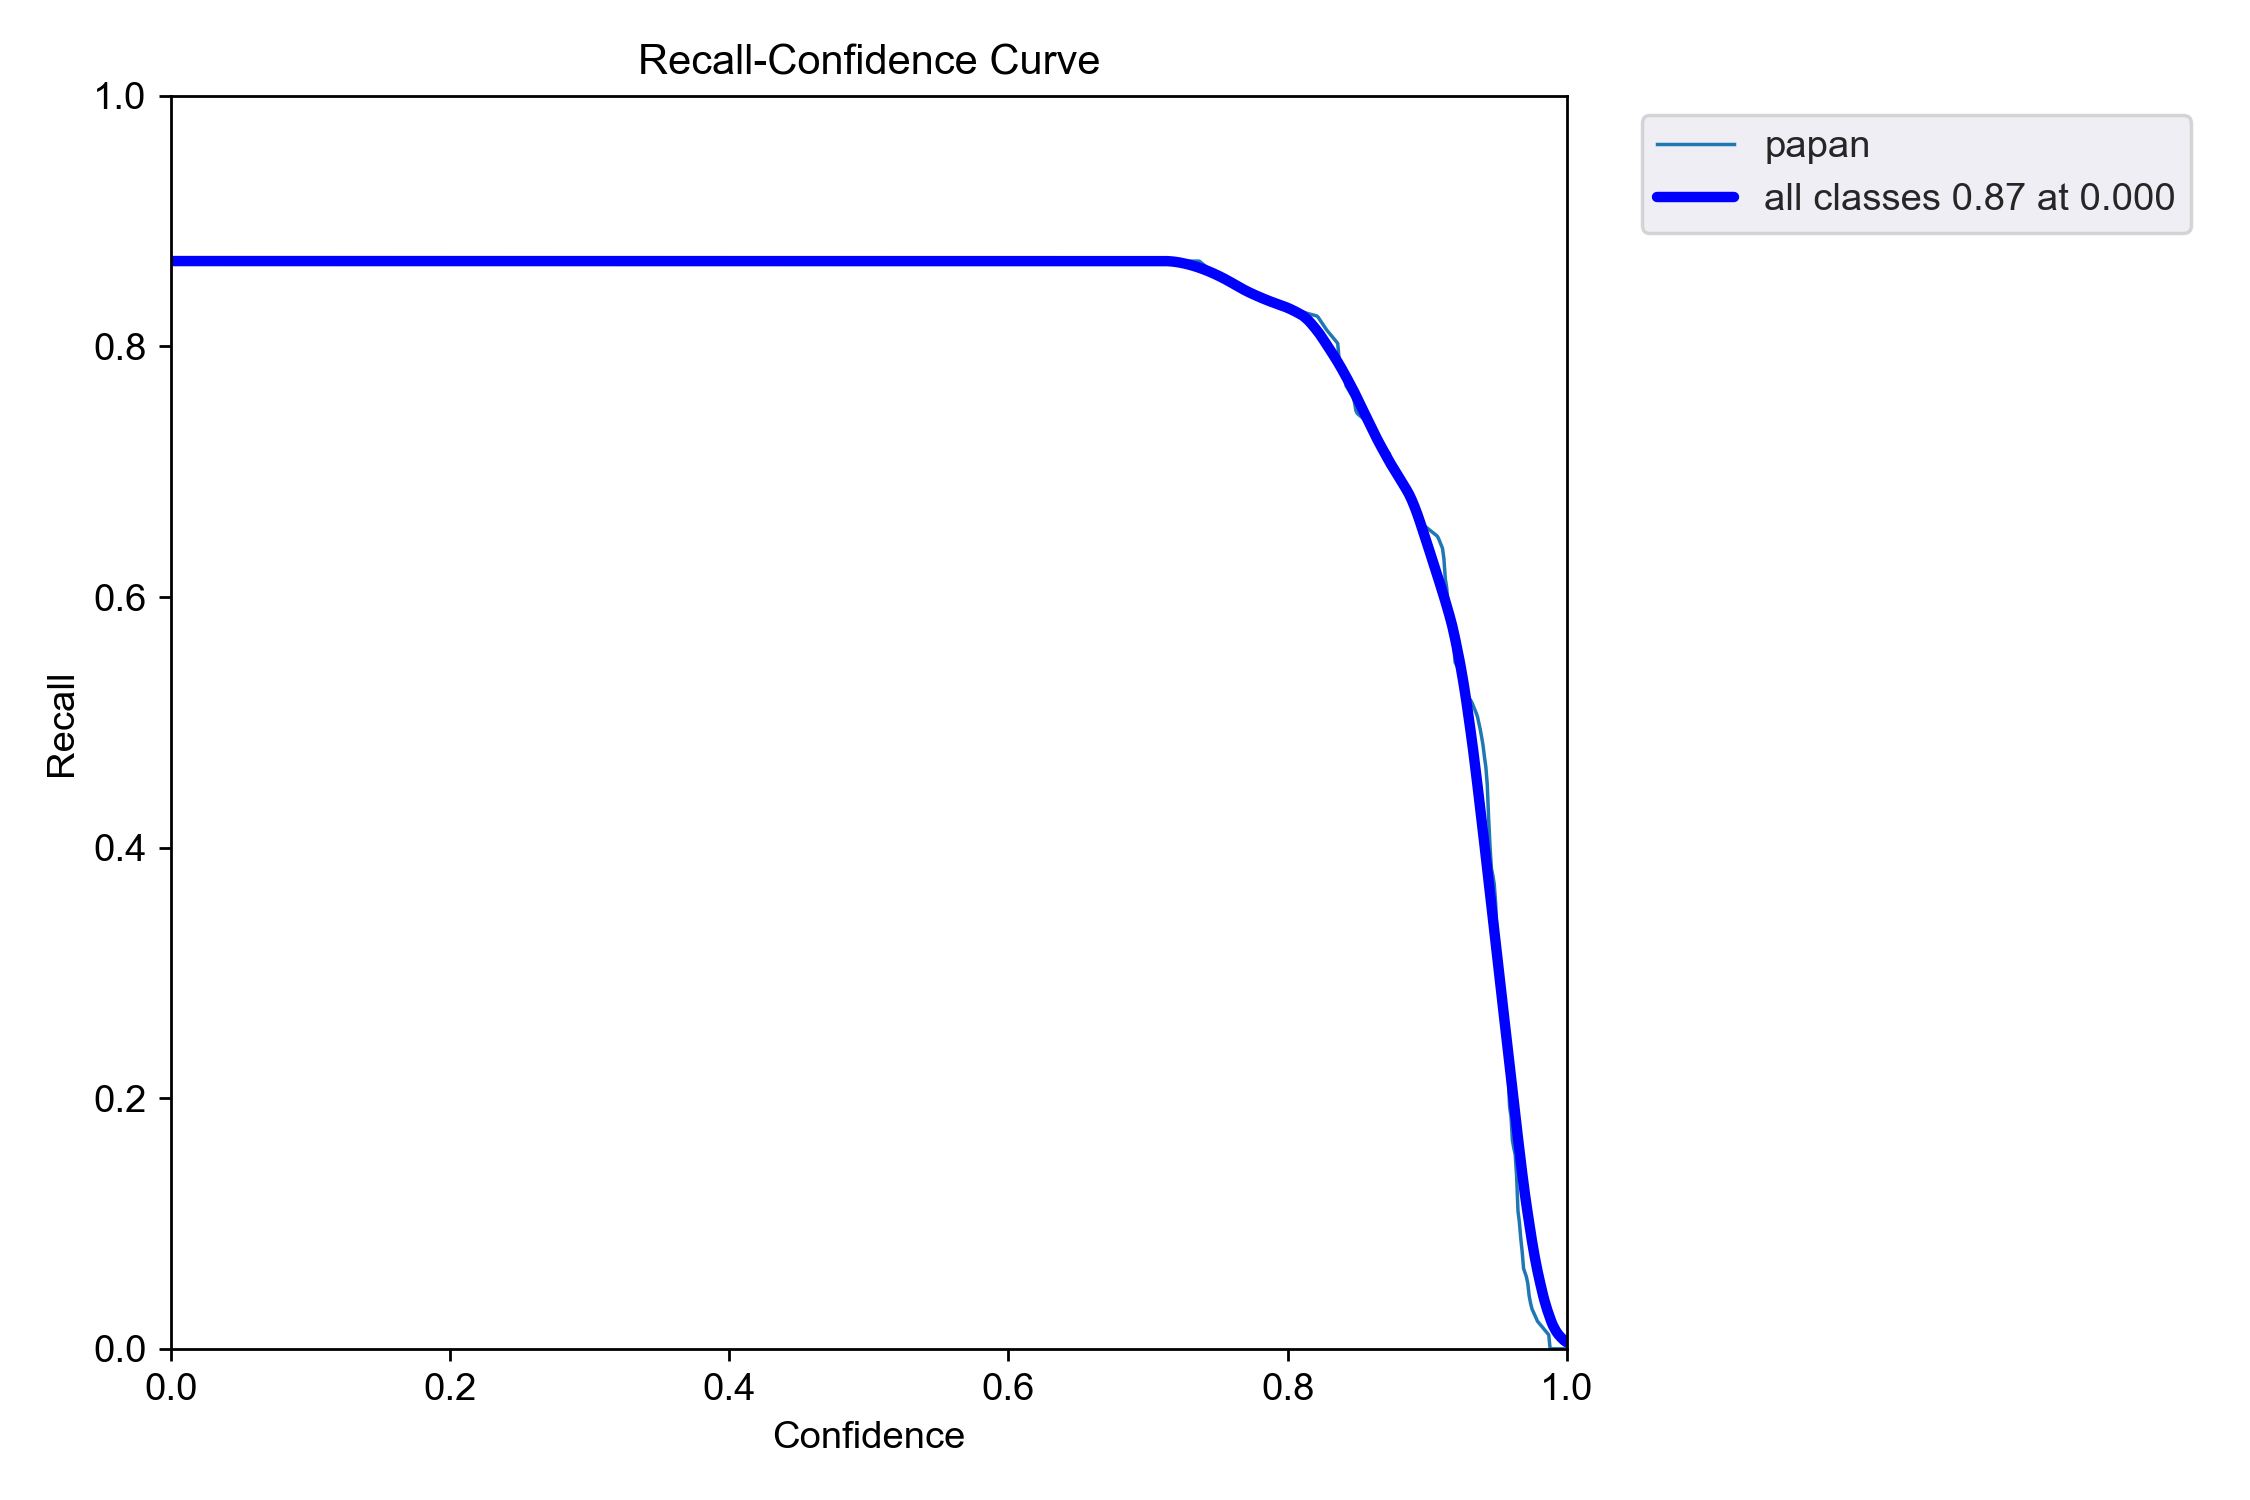 Recall-Confidence Curve
1.0
0.8
0.6
0.4
0.2
0.0
Recall
0.0 0.2 0.4 0.6 0.8 1.0
Confidence
papan
all classes 0.87 at 0.000